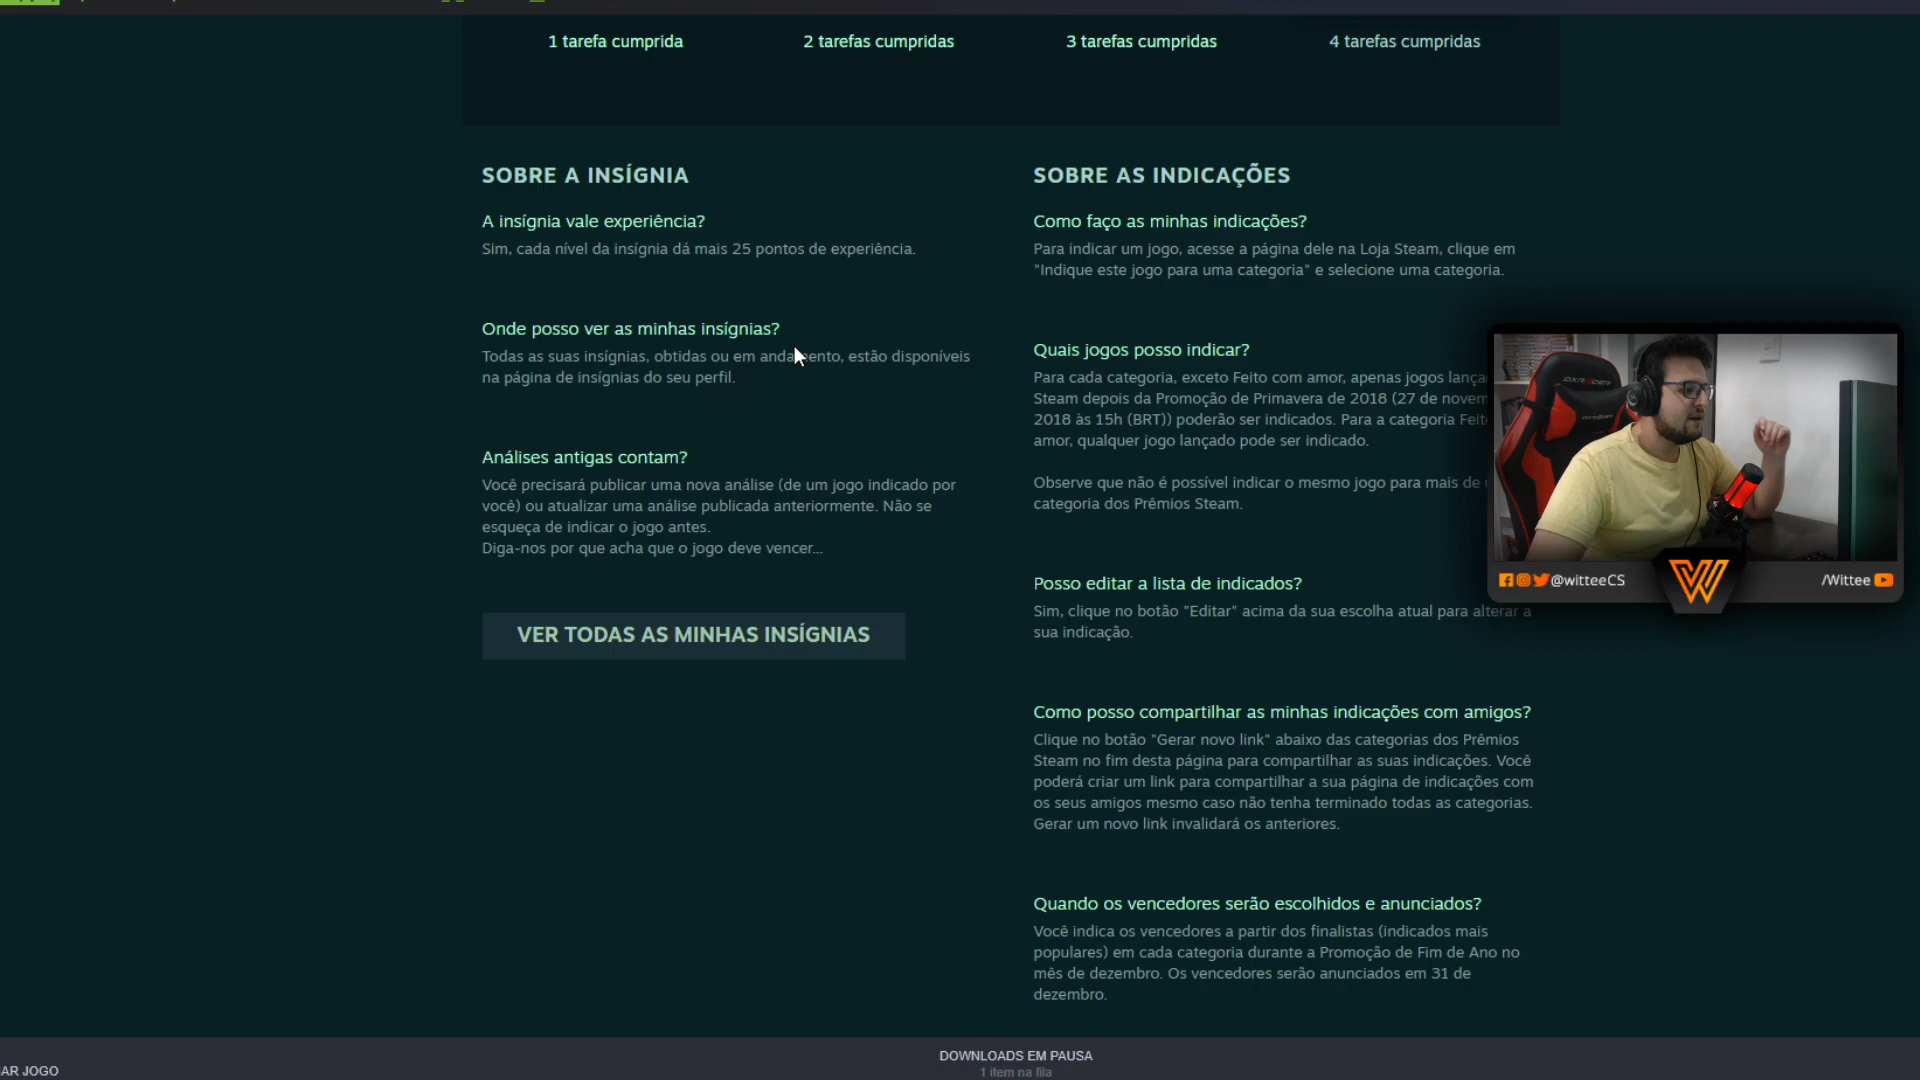 1 tarefa cumprida
2 tarefas cumpridas
3 tarefas cumpridas
4 tarefas cumpridas
SOBRE A INSÍGNIA
A insígnia vale experiência?
Sim, cada nível da insígnia dá mais 25 pontos de experiência.
Onde posso ver as minhas insígnias?
Todas as suas insígnias, obtidas ou em andamento, estão disponíveis
na página de insígnias do seu perfil.
Análises antigas contam?
Você precisará publicar uma nova análise (de um jogo indicado por
você) ou atualizar uma análise publicada anteriormente. Não se
esqueça de indicar o jogo antes.
Diga-nos por que acha que o jogo deve vencer...
VER TODAS AS MINHAS INSÍGNIAS
SOBRE AS INDICAÇÕES
Como faço as minhas indicações?
Para indicar um jogo, acesse a página dele na Loja Steam, clique em
"Indique este jogo para uma categoria" e selecione uma categoria.
Quais jogos posso indicar?
Para cada categoria, exceto Feito com amor, apenas jogos lança
Steam depois da Promoção de Primavera de 2018 (27 de novem
2018 às 15h (BRT)) poderão ser indicados. Para a categoria Feit
amor, qualquer jogo lançado pode ser indicado.
Observe que não é possível indicar o mesmo jogo para mais de
categoria dos Prêmios Steam.
Posso editar a lista de indicados?
Sim, clique no botão "Editar" acima da sua escolha atual para alterar a
sua indicação.
Como posso compartilhar as minhas indicações com amigos?
Clique no botão "Gerar novo link" abaixo das categorias dos Prêmios
Steam no fim desta página para compartilhar as suas indicações. Você
poderá criar um link para compartilhar a sua página de indicações com
os seus amigos mesmo caso não tenha terminado todas as categorias.
Gerar um novo link invalidará os anteriores.
Quando os vencedores serão escolhidos e anunciados?
Você indica os vencedores a partir dos finalistas (indicados mais
populares) em cada categoria durante a Promoção de Fim de Ano no
mês de dezembro. Os vencedores serão anunciados em 31 de
dezembro.
DXRACER
@witteeCS
/Wittee
DOWNLOADS EM PAUSA
1 item na fila
AR JOGO